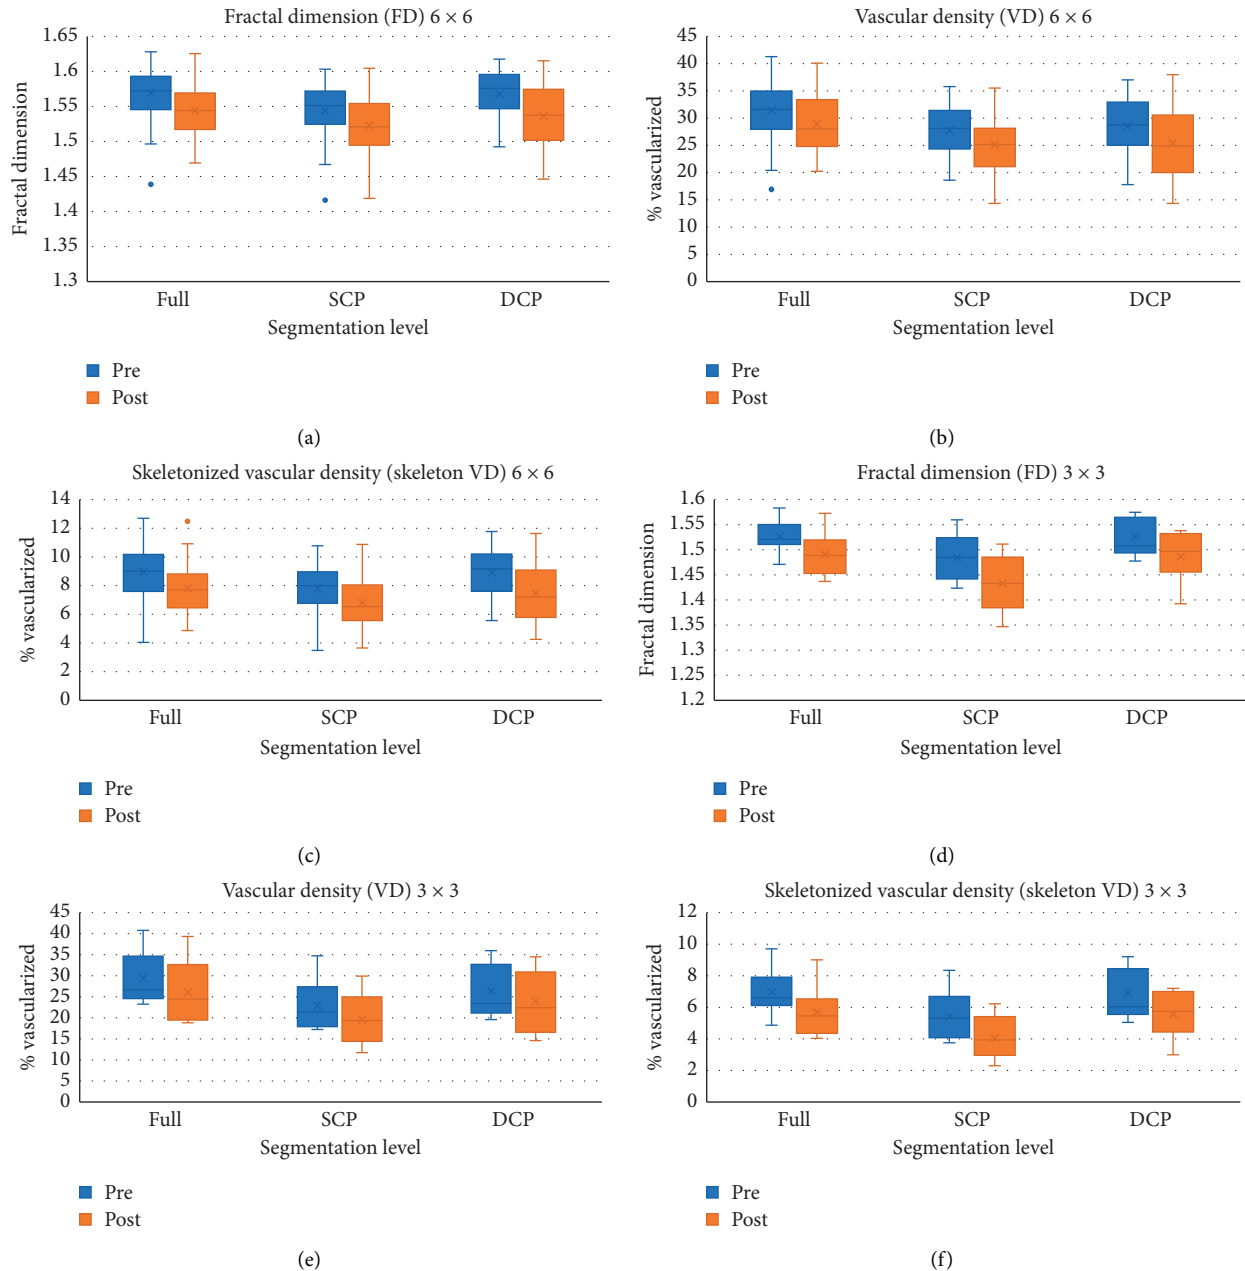 Fractal dimension (FD) 6 × 6
1.65
1.6
1.55
1.5
1.45
1.4
1.35
1.3
Fractal dimension
Full SCP DCP
Segmentation level
Pre
Post
(a)
Vascular density (VD) 6 × 6
45
40
35
30
25
20
15
10
5
0
% vascularized
Full SCP DCP
Segmentation level
Pre
Post
(b)
Skeletonized vascular density (skeleton VD) 6 × 6
14
12
10
8
6
4
2
0
% vascularized
Full SCP DCP
Segmentation level
Pre
Post
(c)
Fractal dimension (FD) 3 × 3
1.6
1.55
1.5
1.45
1.4
1.35
1.3
1.25
1.2
Fractal dimension
Full SCP DCP
Segmentation level
Pre
Post
(d)
Vascular density (VD) 3 × 3
45
40
35
30
25
20
15
10
5
0
% vascularized
Full SCP DCP
Segmentation level
Pre
Post
(e)
Skeletonized vascular density (skeleton VD) 3 × 3
12
10
8
6
4
2
0
% vascularized
Full SCP DCP
Segmentation level
Pre
Post
(f)